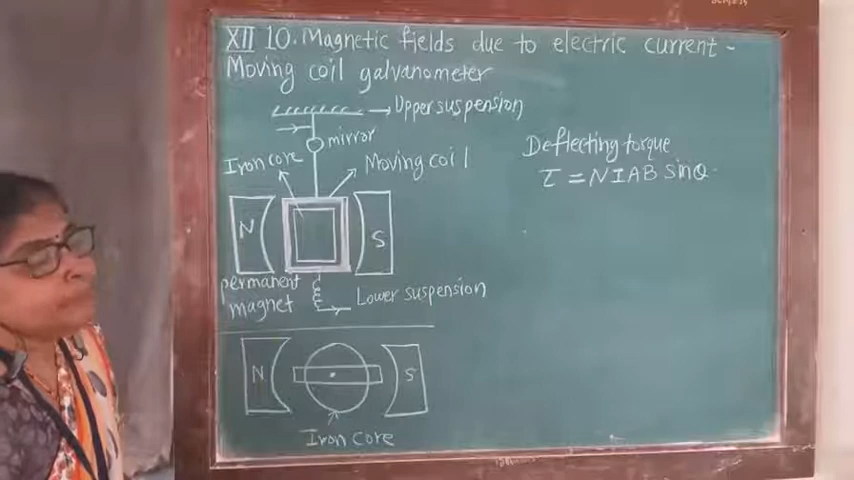 XII 10. Magnetic fields due to electric current -
Moving coil galvanometer
Upper suspension
mirror
Iron core
Moving coil
Deflecting torque
τ = NIAB sinθ
N
S
permanent
magnet
Lower suspension
N
S
Iron core